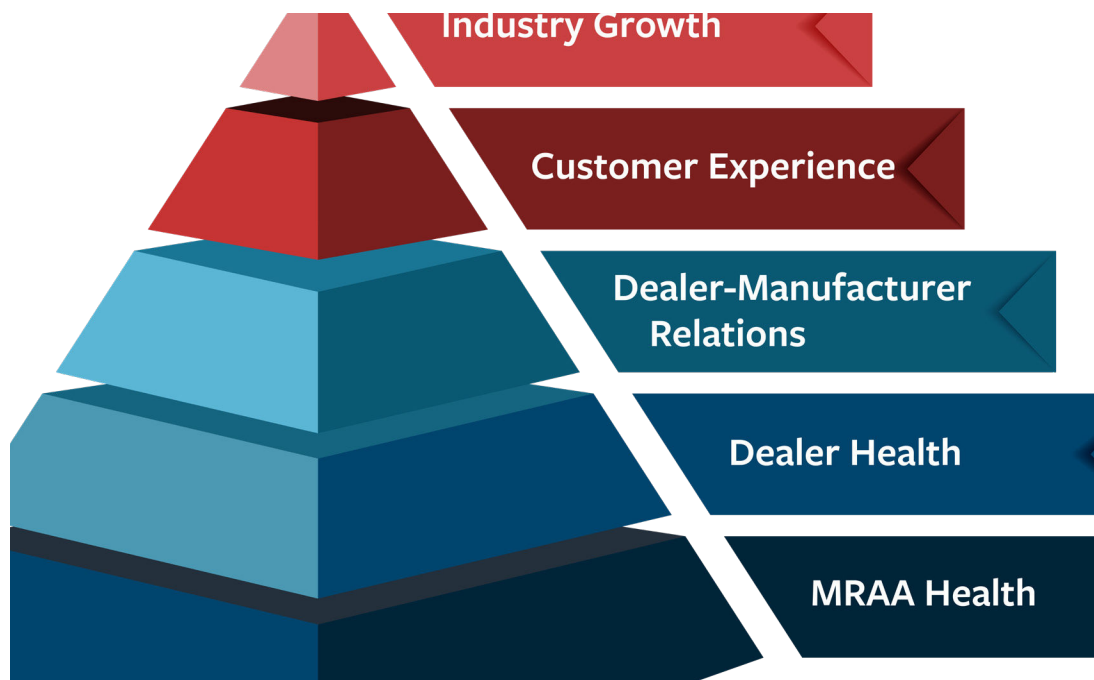 Industry Growth
Customer Experience
Dealer-Manufacturer
Relations
Dealer Health
MRAA Health